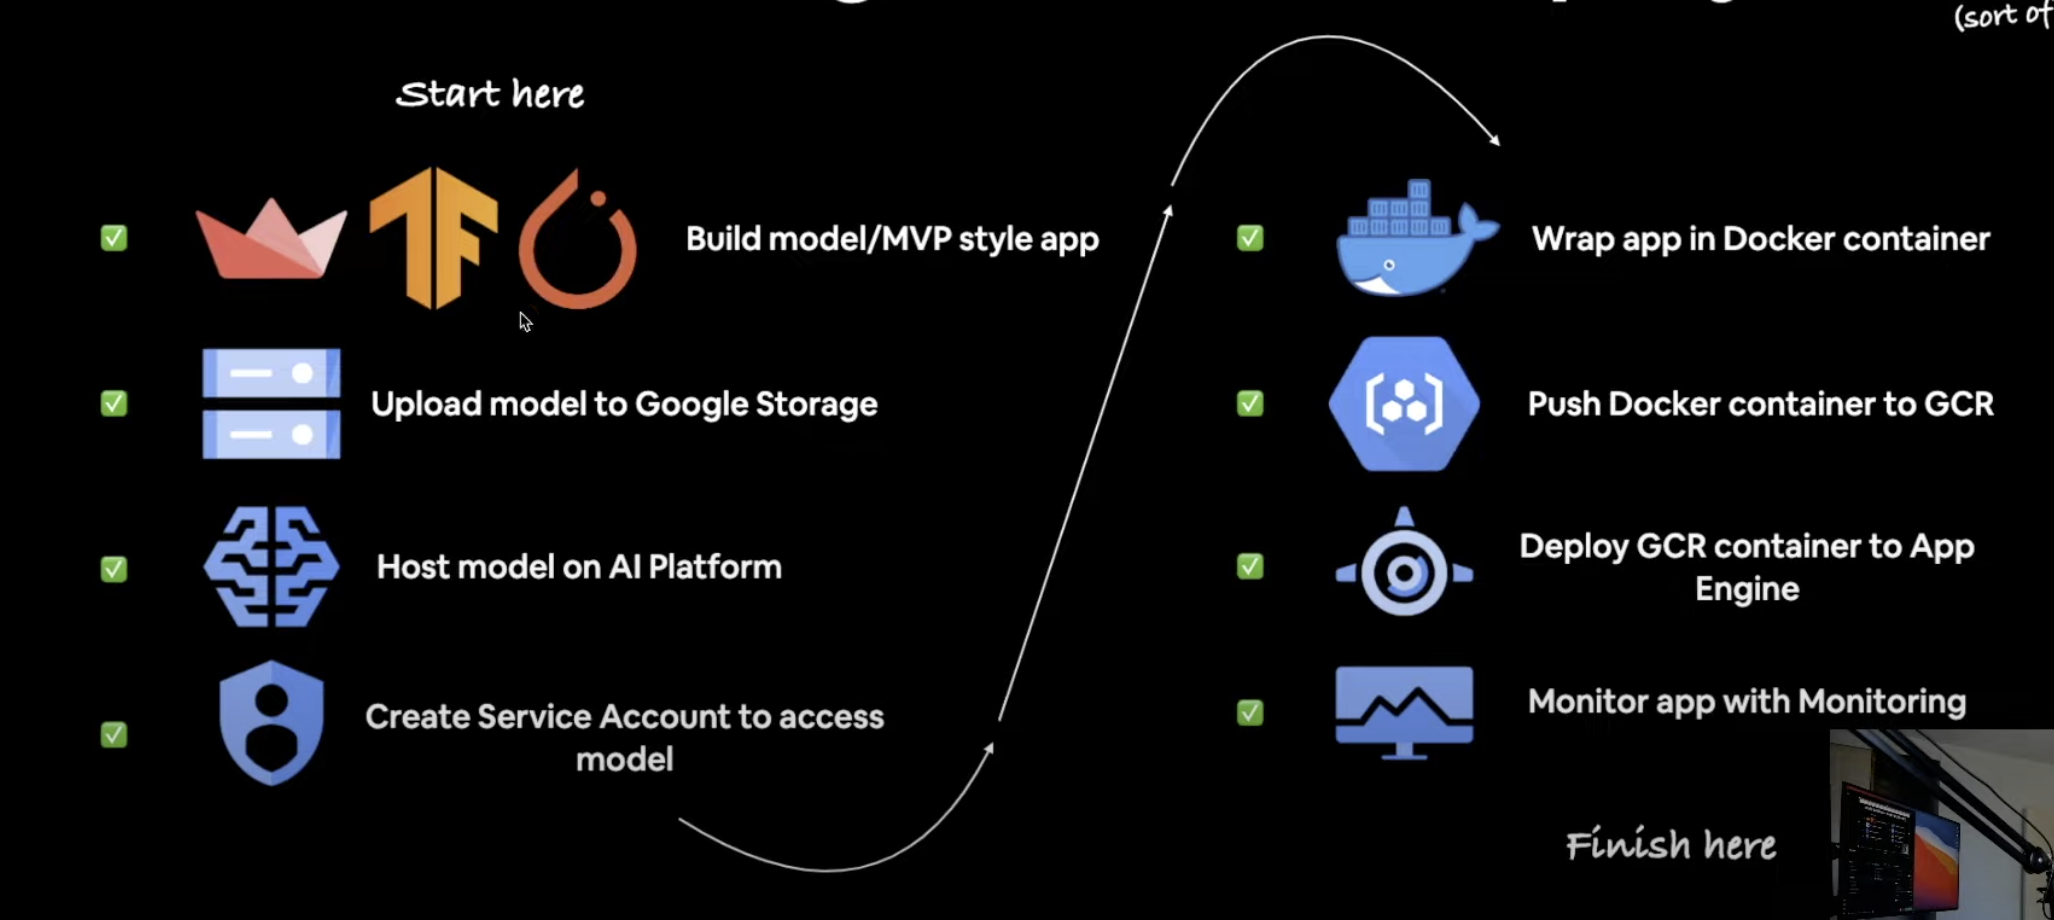 (sort of
Start here
Build model/MVP style app
Upload model to Google Storage
Host model on AI Platform
Create Service Account to access
model
Wrap app in Docker container
Push Docker container to GCR
Deploy GCR container to App
Engine
Monitor app with Monitoring
Finish here